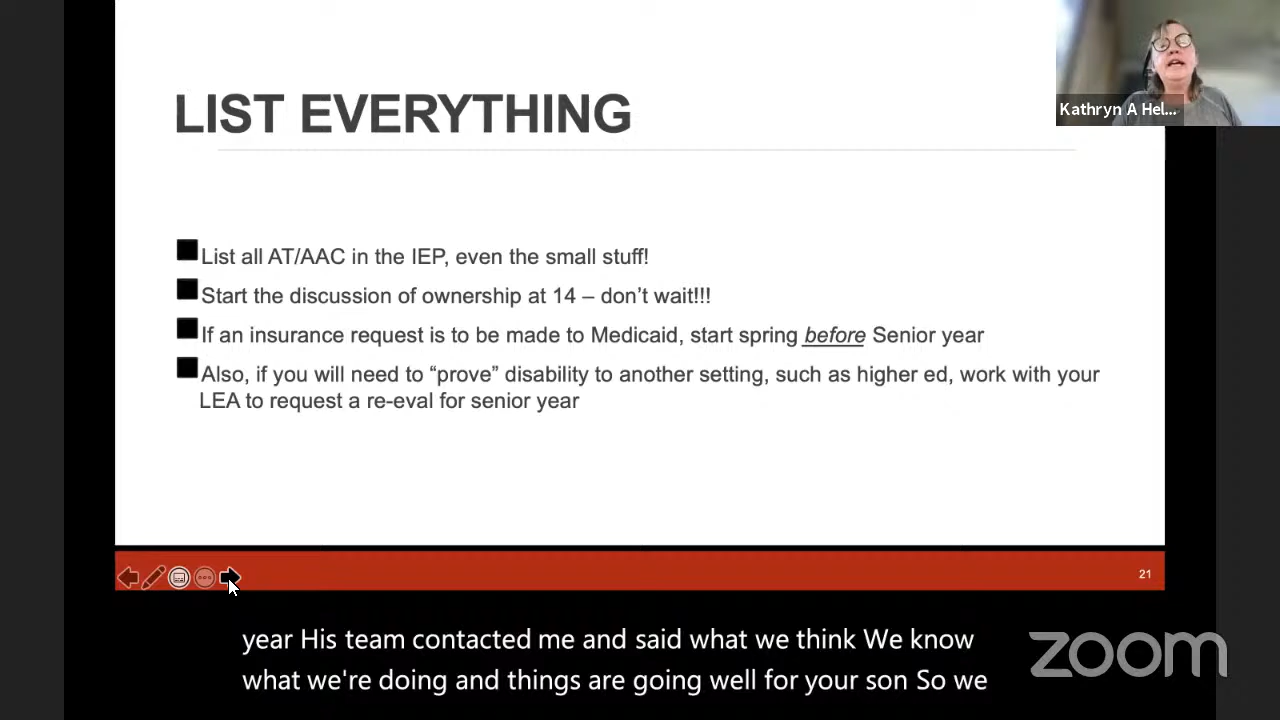 LIST EVERYTHING
Kathryn A Hel...
List all AT/AAC in the IEP, even the small stuff!
Start the discussion of ownership at 14 – don’t wait!!!
If an insurance request is to be made to Medicaid, start spring before Senior year
Also, if you will need to “prove” disability to another setting, such as higher ed, work with your
LEA to request a re-eval for senior year
21
year His team contacted me and said what we think We know
what we're doing and things are going well for your son So we
zoom